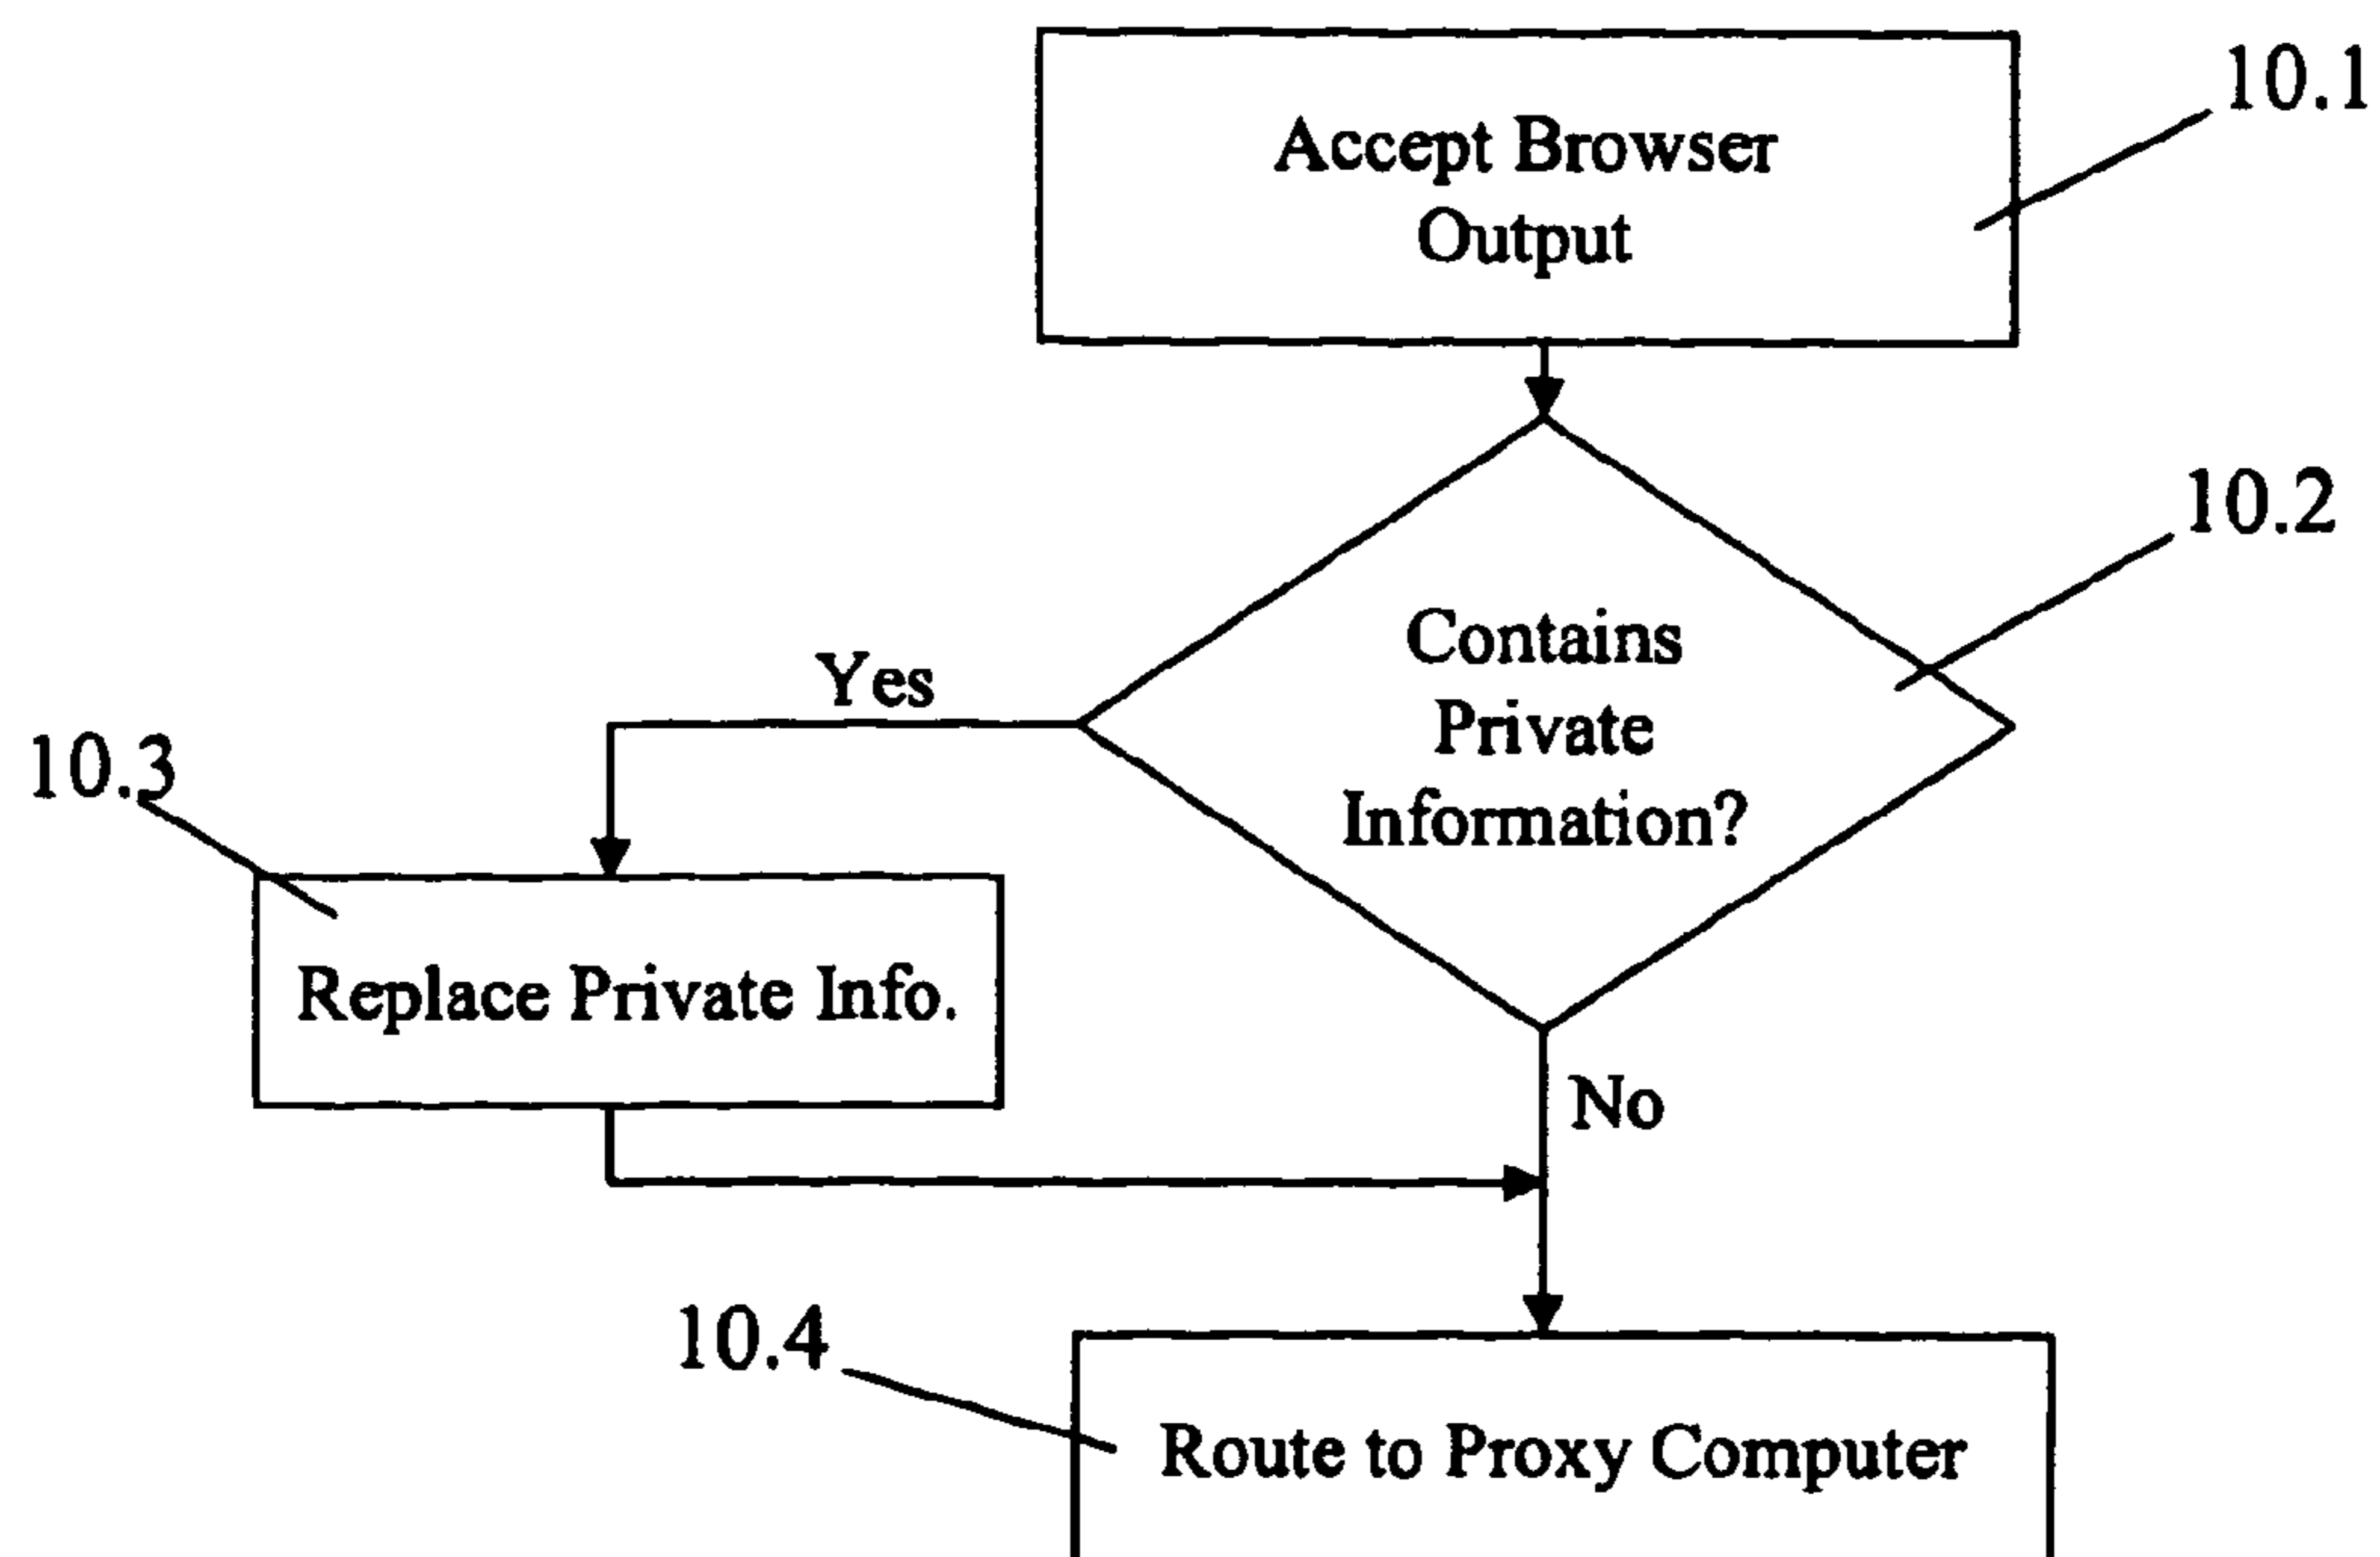 10.1
Accept Browser
Output
10.2
Contains
Private
Information?
Yes
10.3
Replace Private Info.
No
10.4
Route to Proxy Computer